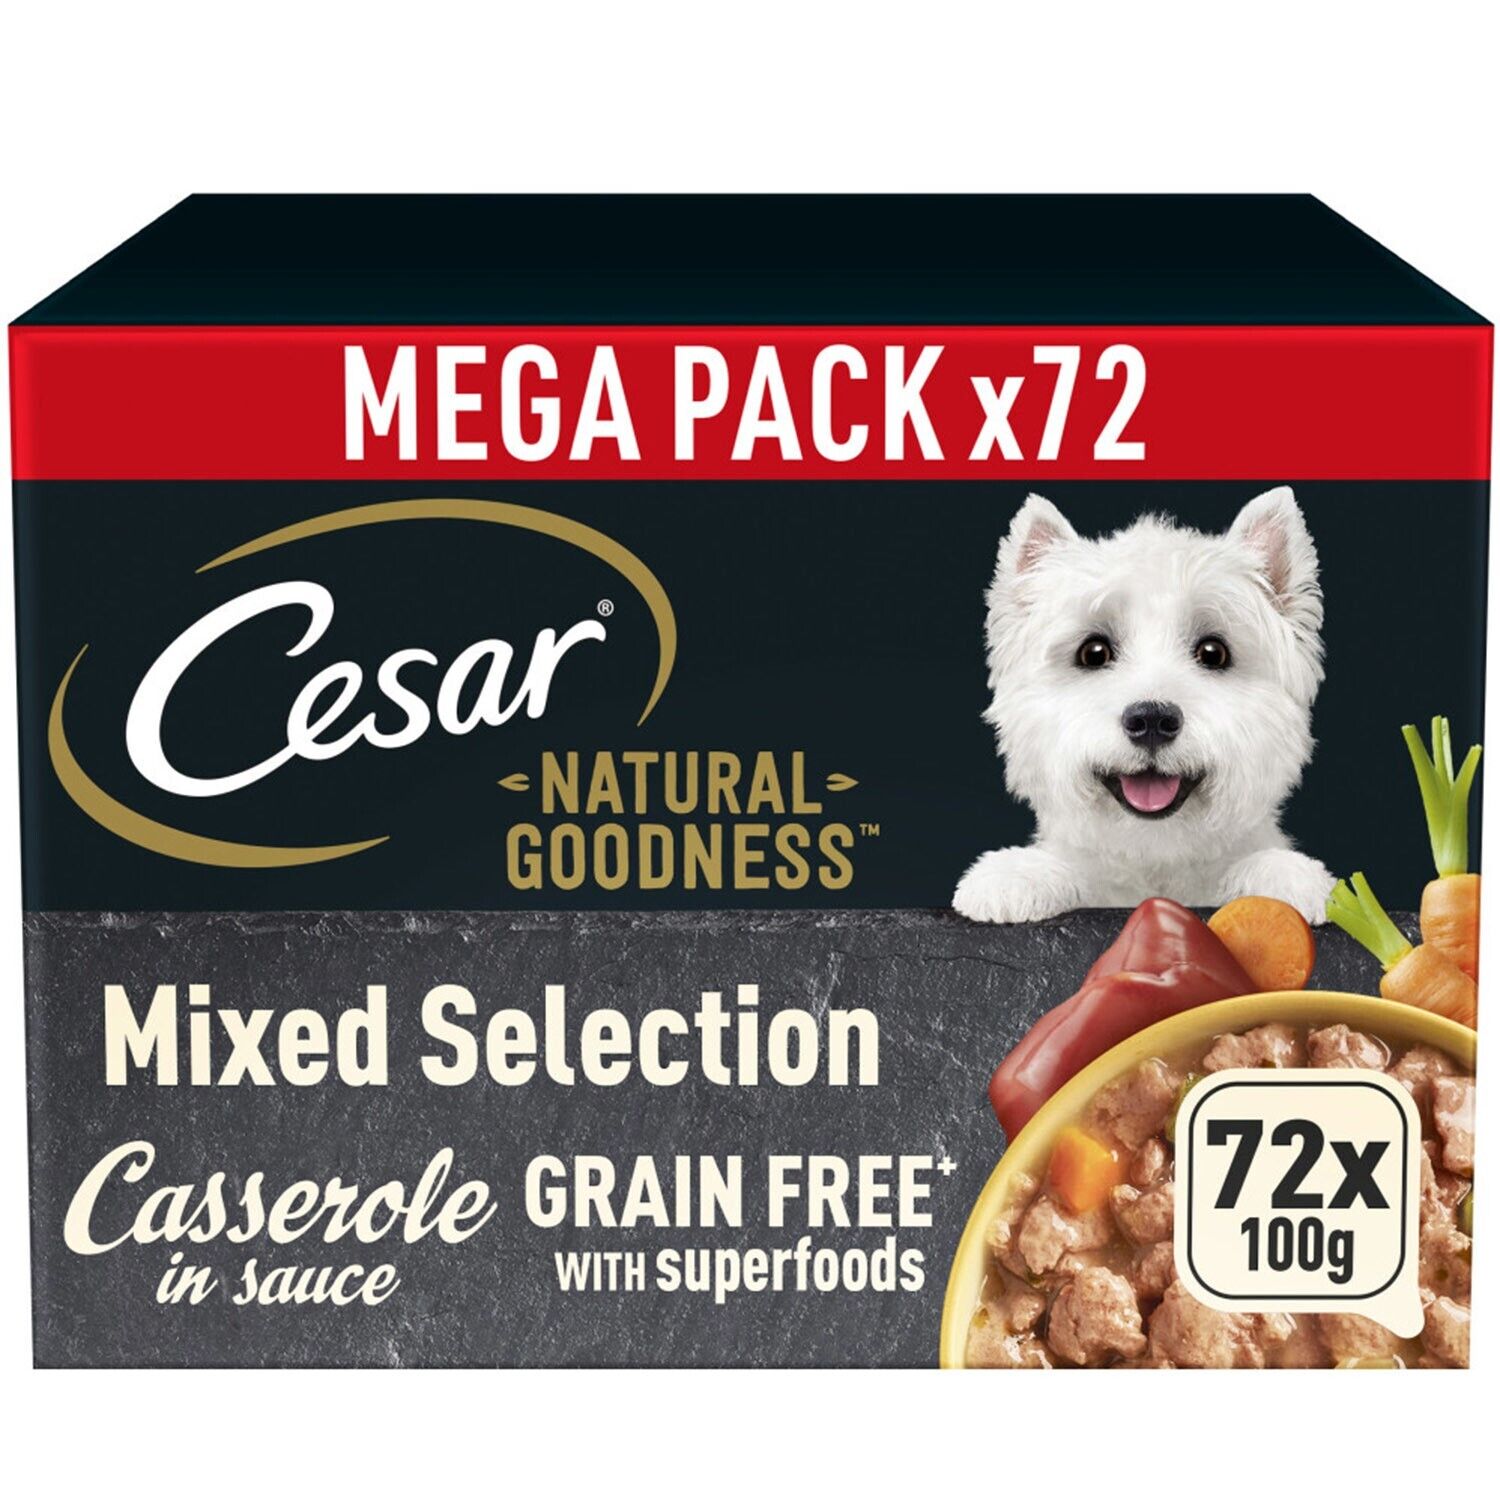 MEGA PACK x72
Cesar®
NATURAL
GOODNESS™
Mixed Selection
Casserole
in sauce
GRAIN FREE⁺
WITH superfoods
72x
100g